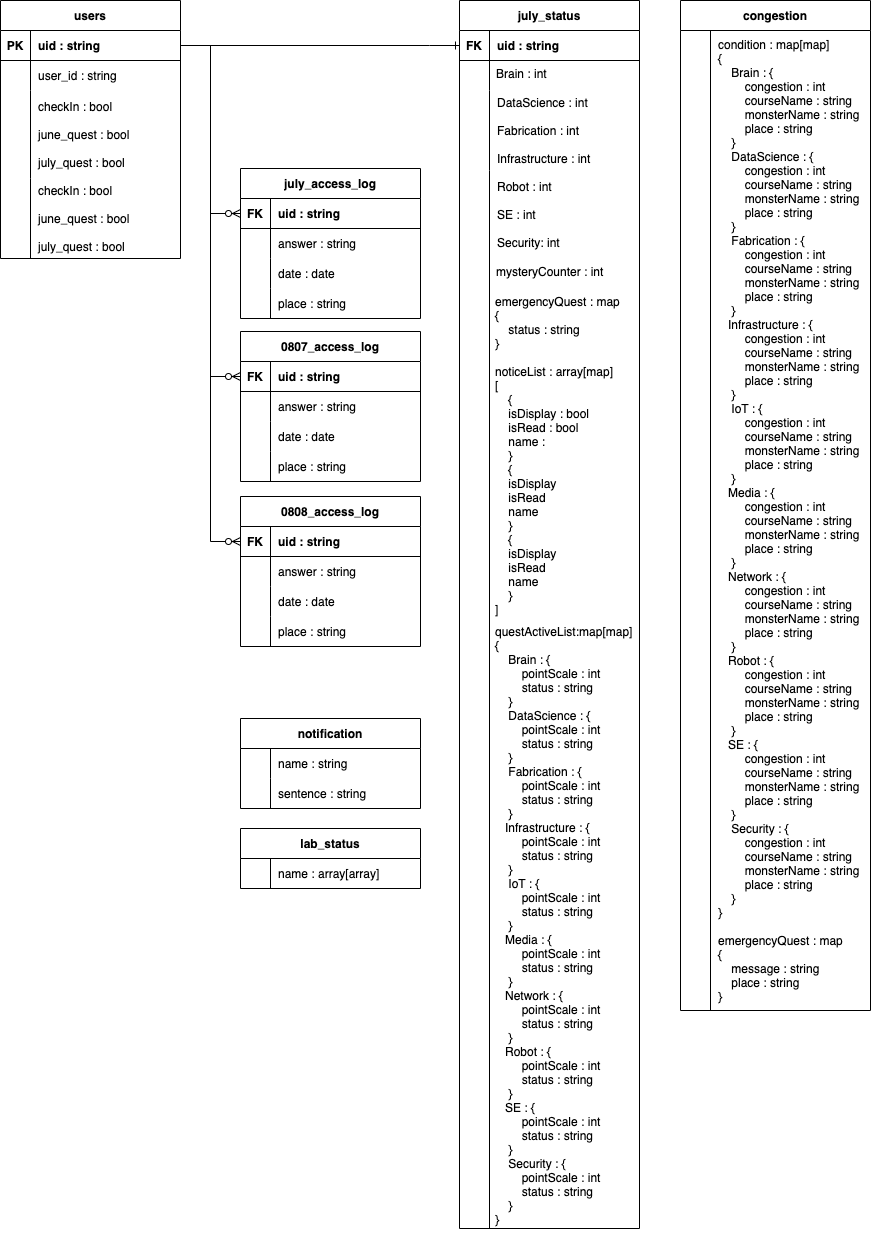 users
PK uid : string
user_id : string
checkIn : bool
june_quest : bool
july_quest : bool
checkIn : bool
june_quest : bool
july_quest : bool
july_access_log
FK uid : string
answer : string
date : date
place : string
0807_access_log
FK uid : string
answer : string
date : date
place : string
0808_access_log
FK uid : string
answer : string
date : date
place : string
notification
name : string
sentence : string
lab_status
name : array[array]
july_status
FK uid : string
Brain : int
DataScience : int
Fabrication : int
Infrastructure : int
Robot : int
SE : int
Security: int
mysteryCounter : int
emergencyQuest : map
{
status : string
}
noticeList : array[map]
[
{
isDisplay : bool
isRead : bool
name :
}
{
isDisplay
isRead
name
}
{
isDisplay
isRead
name
}
]
questActiveList:map[map]
{
Brain : {
pointScale : int
status : string
}
DataScience : {
pointScale : int
status : string
}
Fabrication : {
pointScale : int
status : string
}
Infrastructure : {
pointScale : int
status : string
}
IoT : {
pointScale : int
status : string
}
Media : {
pointScale : int
status : string
}
Network : {
pointScale : int
status : string
}
Robot : {
pointScale : int
status : string
}
SE : {
pointScale : int
status : string
}
Security : {
pointScale : int
status : string
}
}
congestion
condition : map[map]
{
Brain : {
congestion : int
courseName : string
monsterName : string
place : string
}
DataScience : {
congestion : int
courseName : string
monsterName : string
place : string
}
Fabrication : {
congestion : int
courseName : string
monsterName : string
place : string
}
Infrastructure : {
congestion : int
courseName : string
monsterName : string
place : string
}
IoT : {
congestion : int
courseName : string
monsterName : string
place : string
}
Media : {
congestion : int
courseName : string
monsterName : string
place : string
}
Network : {
congestion : int
courseName : string
monsterName : string
place : string
}
Robot : {
congestion : int
courseName : string
monsterName : string
place : string
}
SE : {
congestion : int
courseName : string
monsterName : string
place : string
}
Security : {
congestion : int
courseName : string
monsterName : string
place : string
}
}
emergencyQuest : map
{
message : string
place : string
}